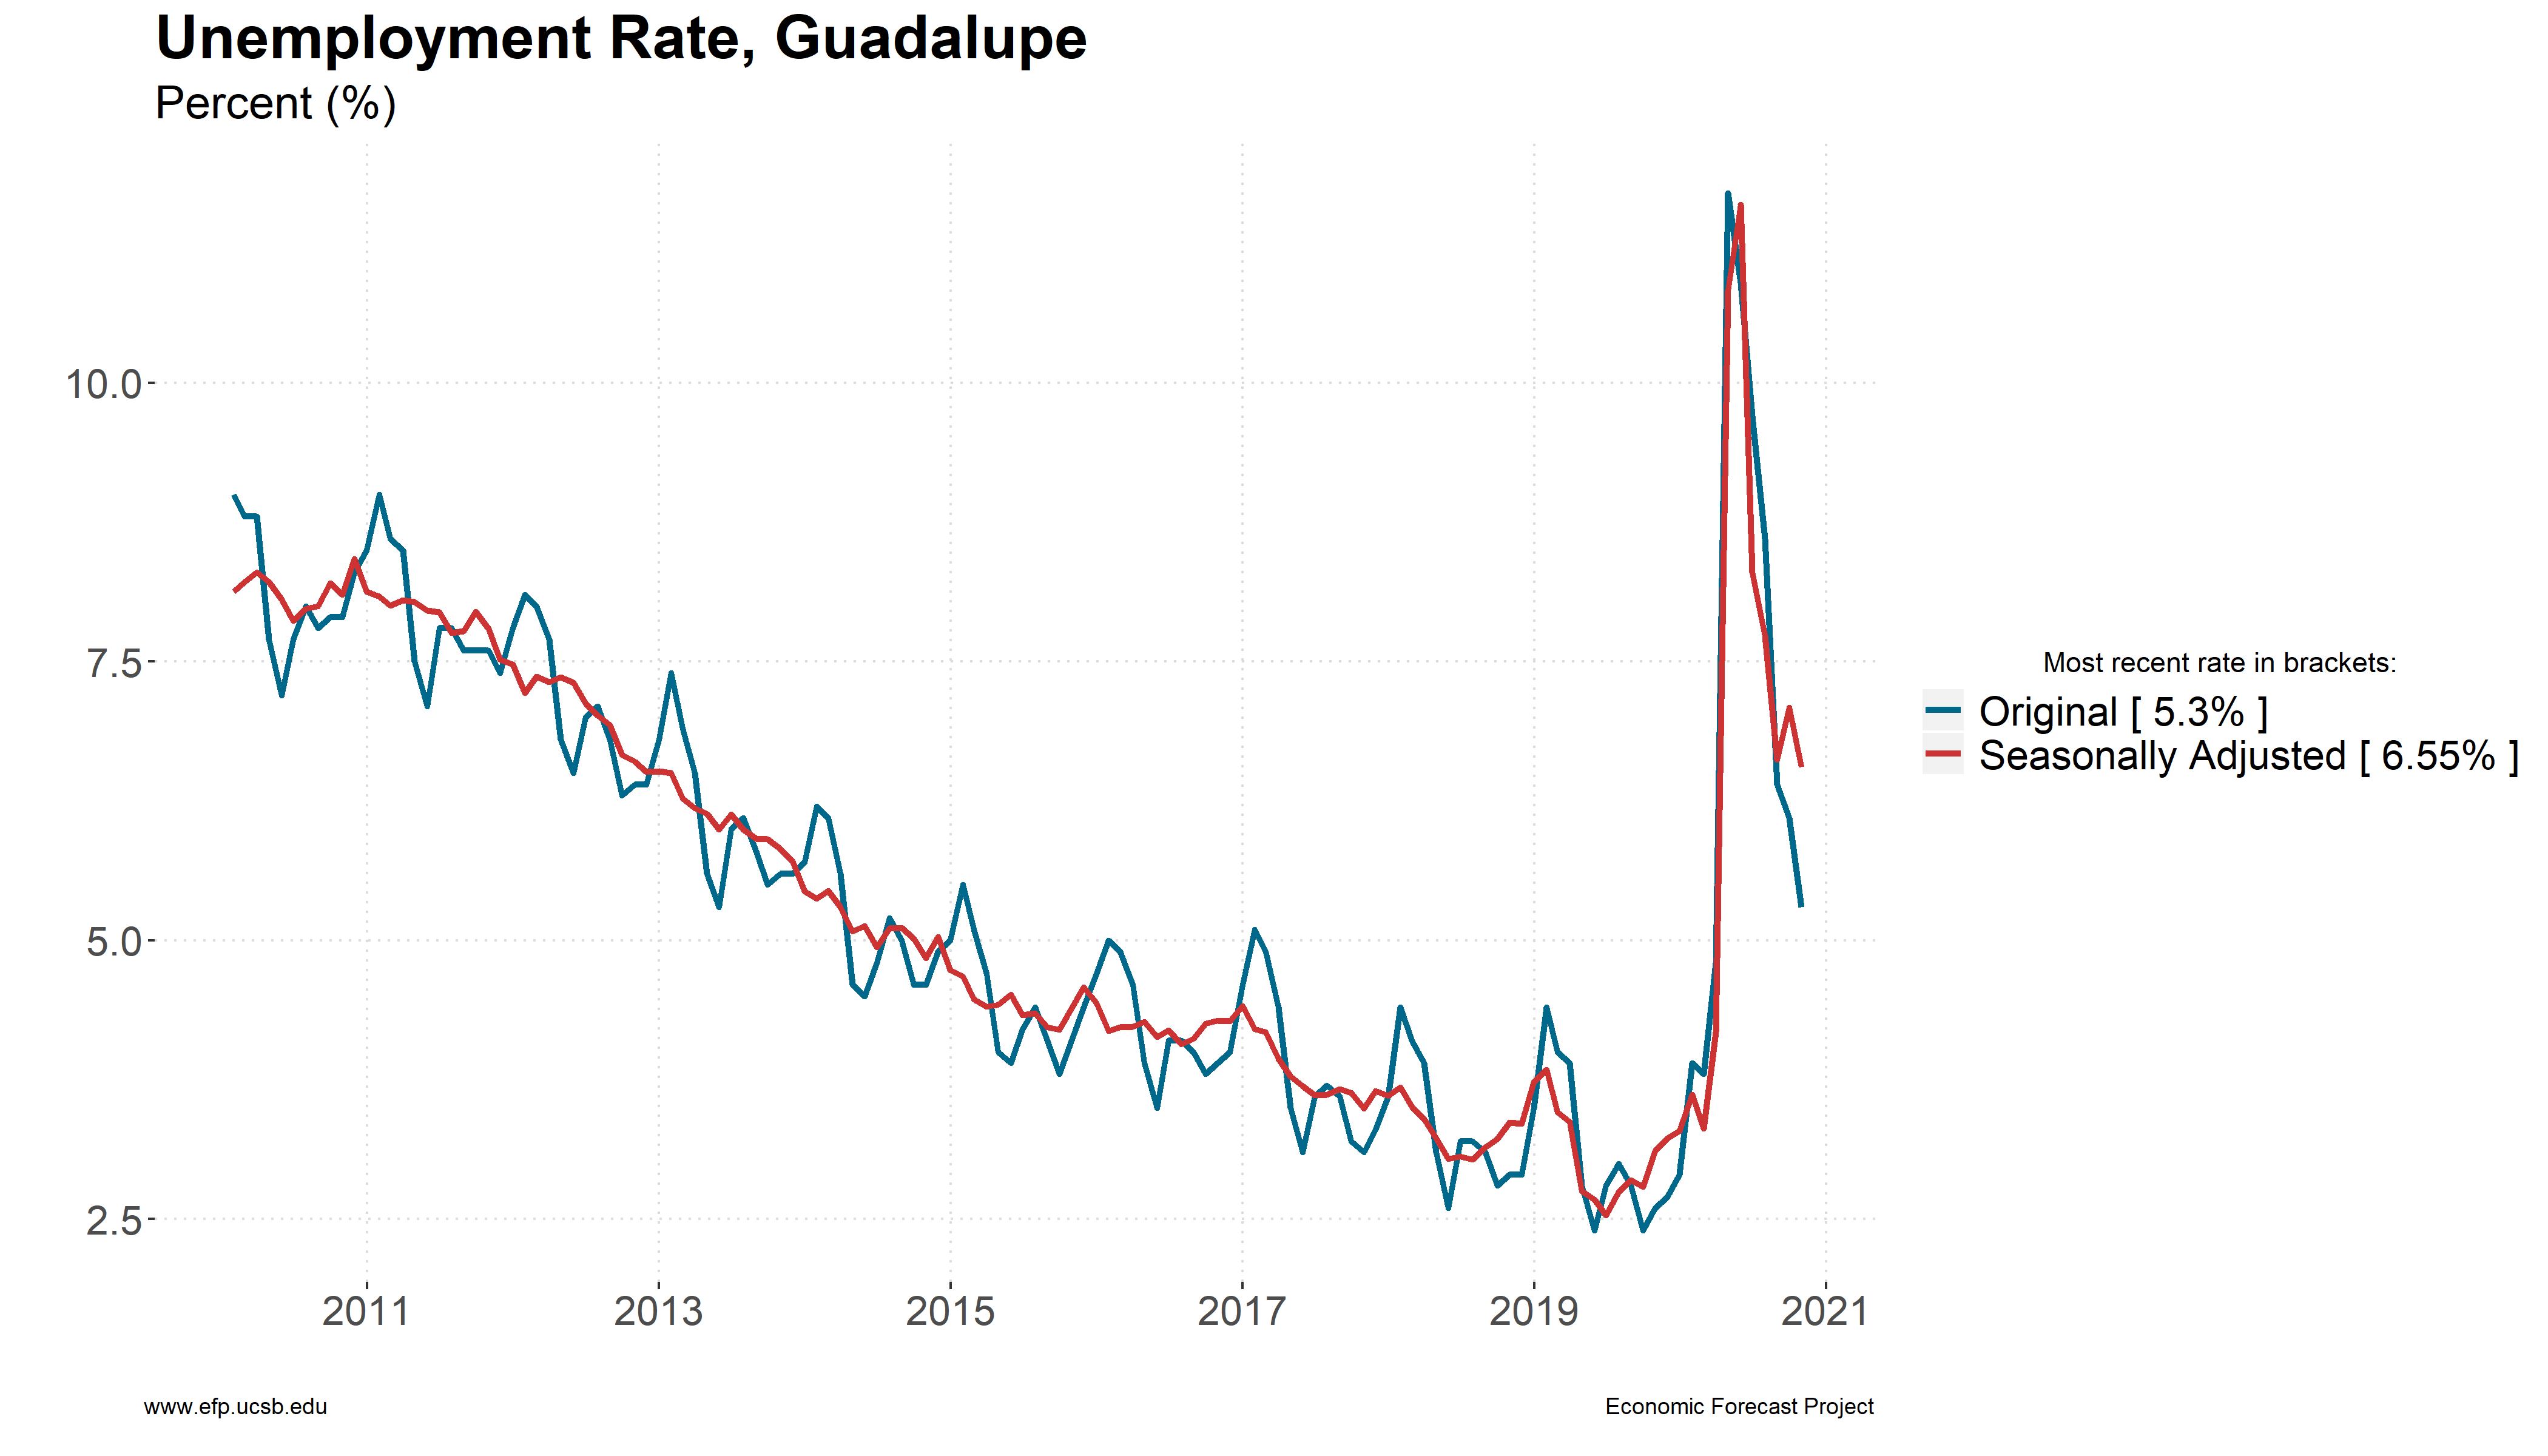 Unemployment Rate, Guadalupe
Percent (%)
10.0
7.5
5.0
2.5
2011 2013 2015 2017 2019 2021
Most recent rate in brackets:
Original [ 5.3% ]
Seasonally Adjusted [ 6.55% ]
www.efp.ucsb.edu Economic Forecast Project